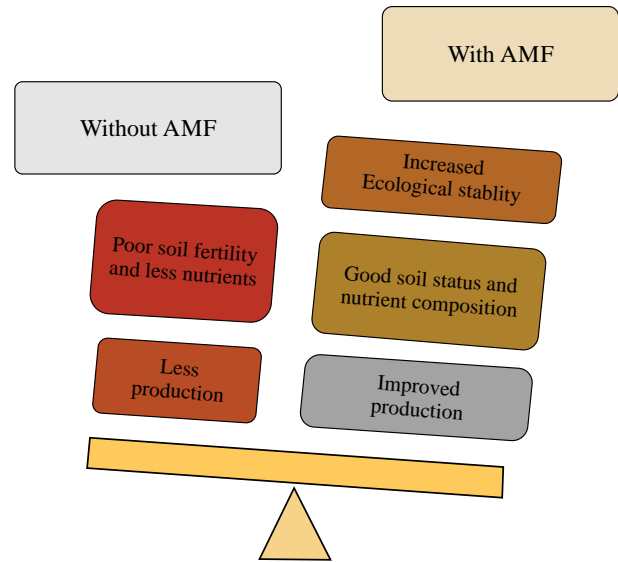 Without AMF
Poor soil fertility
and less nutrients
Less
production
With AMF
Increased
Ecological stablity
Good soil status and
nutrient composition
Improved
production